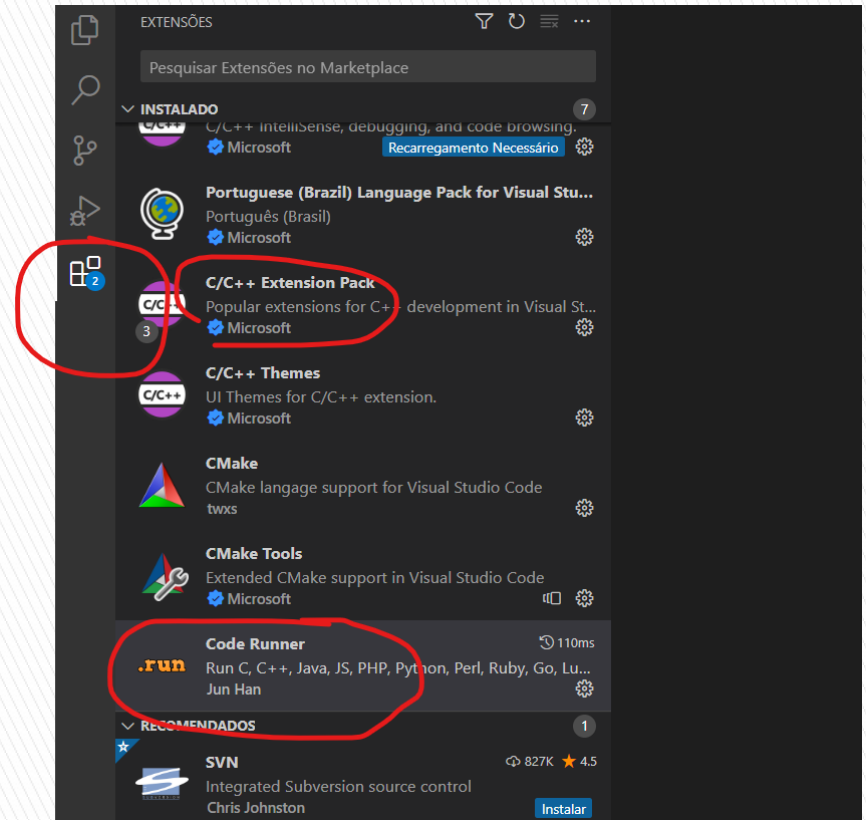 EXTENSÕES
Pesquisar Extensões no Marketplace
INSTALADO 7
C/C++
C/C++ IntelliSense, debugging, and code browsing.
Microsoft Recarregamento Necessário
Portuguese (Brazil) Language Pack for Visual Stu...
Português (Brasil)
Microsoft
2
C/C++ Extension Pack
C/C++
Popular extensions for C++ development in Visual St...
3
Microsoft
C/C++ Themes
C/C++
UI Themes for C/C++ extension.
Microsoft
CMake
CMake langage support for Visual Studio Code
twxs
CMake Tools
Extended CMake support in Visual Studio Code
Microsoft
Code Runner 110ms
.run
Run C, C++, Java, JS, PHP, Python, Perl, Ruby, Go, Lu...
Jun Han
RECOMENDADOS 1
SVN 827K 4.5
Integrated Subversion source control
Chris Johnston Instalar